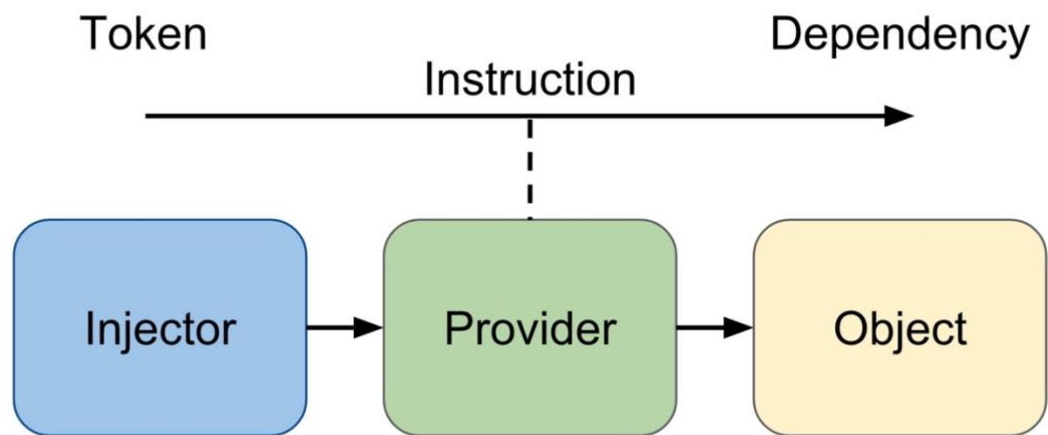 Token
Dependency
Instruction
Injector
Provider
Object